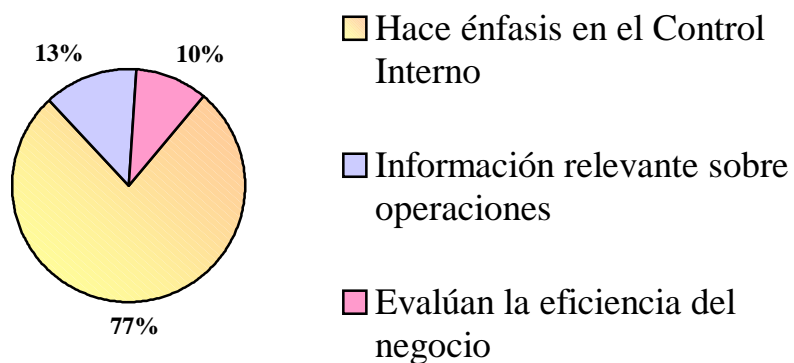 13%
10%
77%
Hace énfasis en el Control
Interno
Información relevante sobre
operaciones
Evalúan la eficiencia del
negocio